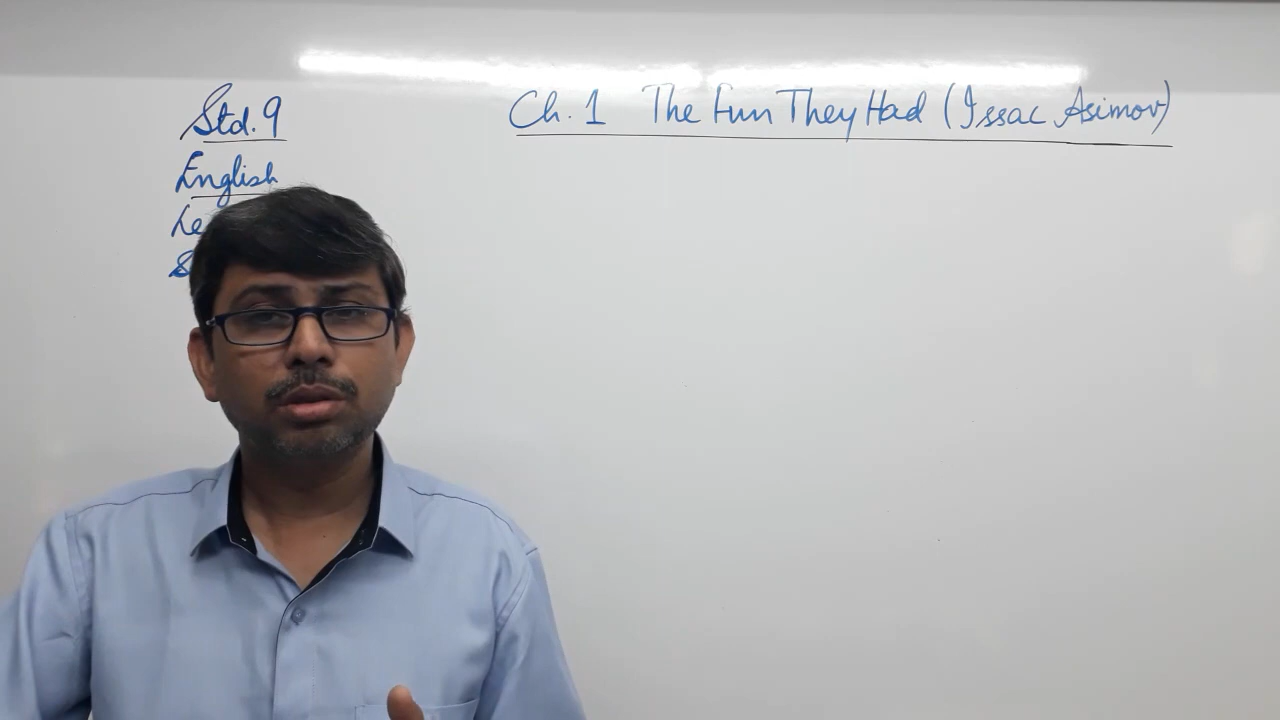 Std. 9
English
Ch. 1 The Fun They Had (Issac Asimov)